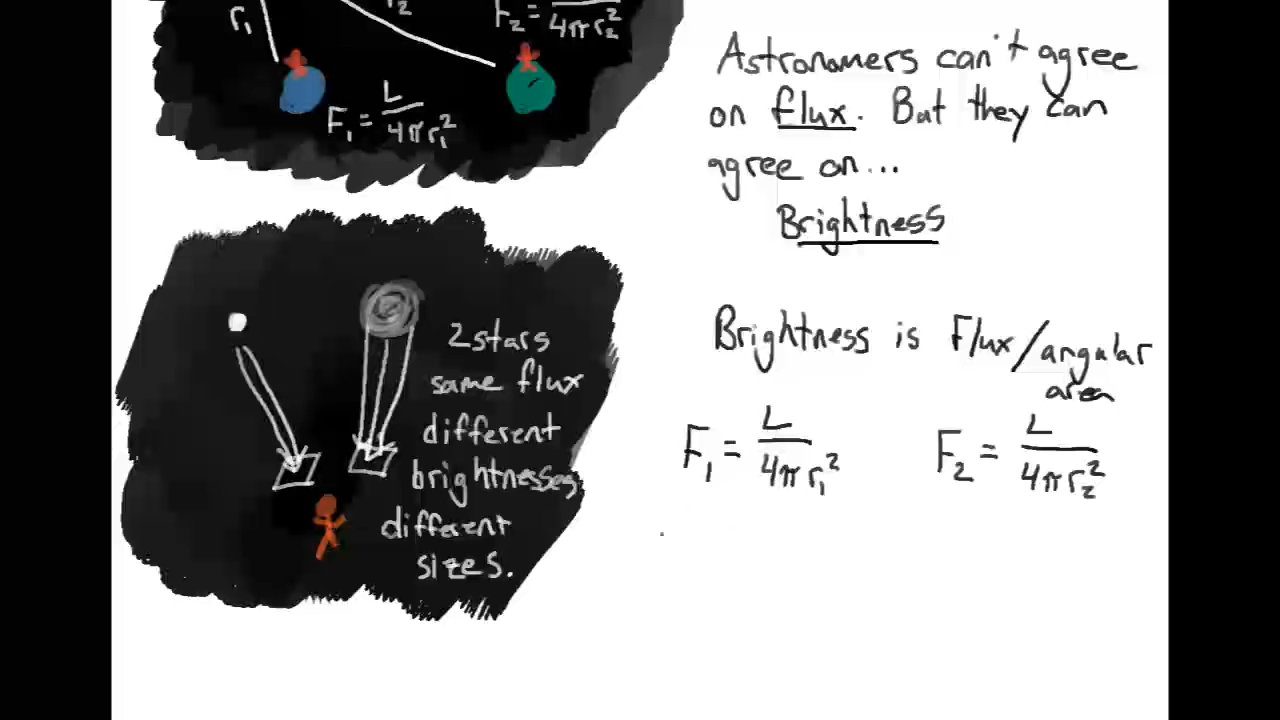 r₁
r₂
F₂ = 4πr₂²
F₁ = L/4πr₁²
Astronomers can't agree
on flux. But they can
agree on...
Brightness
2 stars
same flux
different
brightnesses
different
sizes.
Brightness is Flux/angular
area
F₁ = L/4πr₁² F₂ = L/4πr₂²